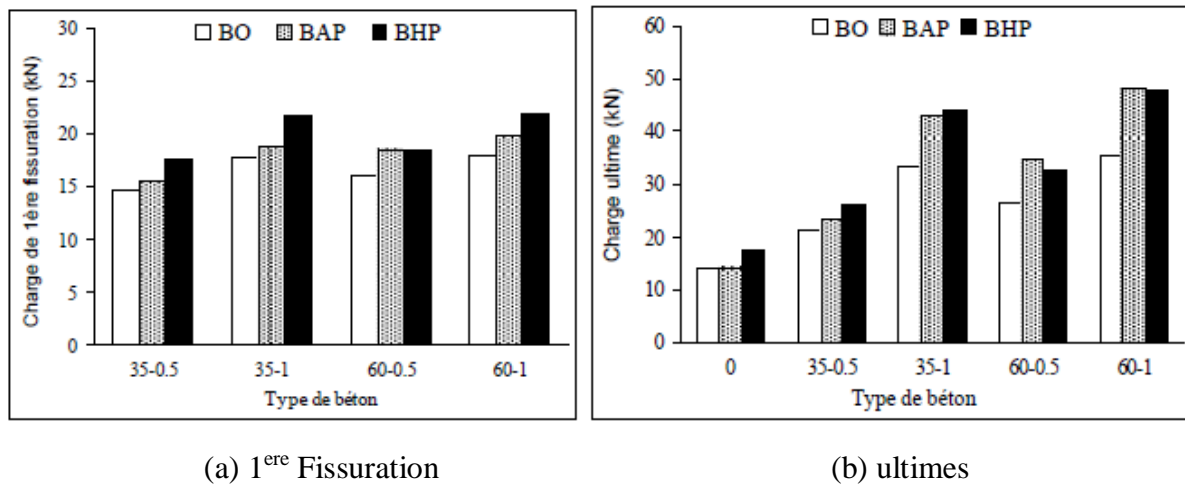 30
25
20
15
10
5
0
Charge de 1ère fissuration (kN)
BO BAP BHP
35-0.5 35-1 60-0.5 60-1
Type de béton
60
50
40
30
20
10
0
Charge ultime (kN)
BO BAP BHP
0 35-0.5 35-1 60-0.5 60-1
Type de béton
(a) 1ere Fissuration
(b) ultimes